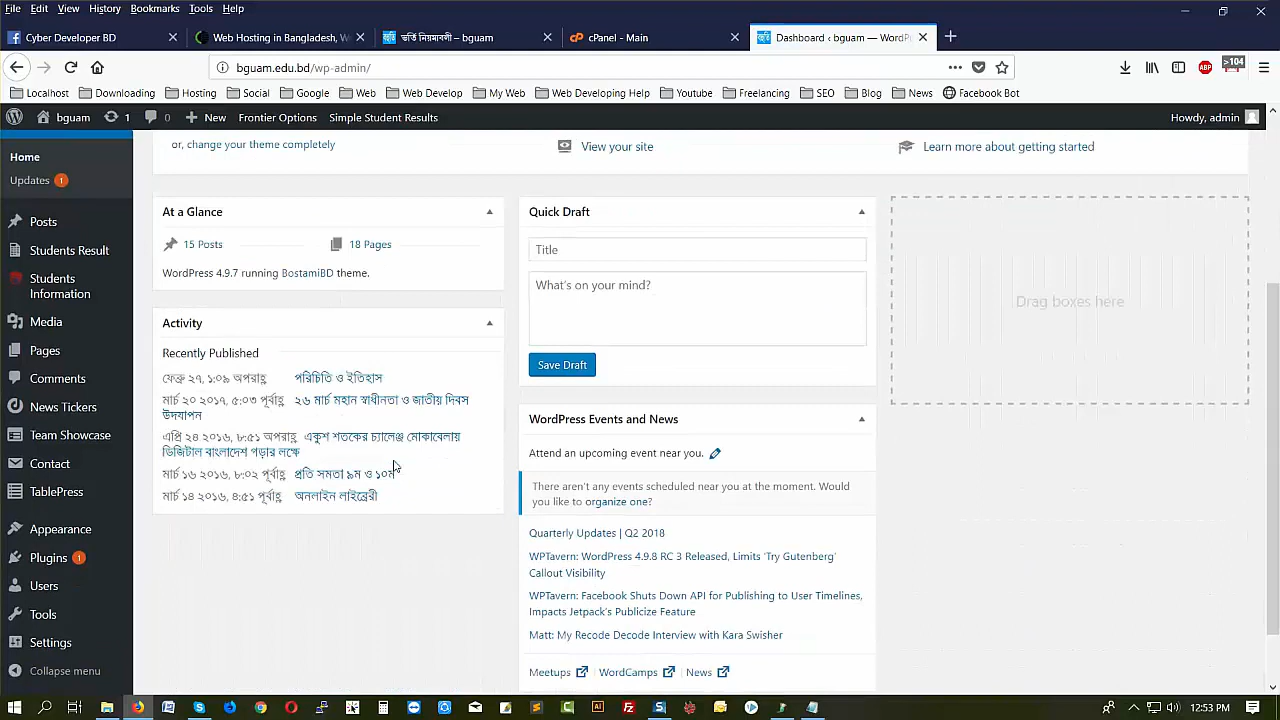 File Edit View History Bookmarks Tools Help
Cyber Developer BD
Web Hosting in Bangladesh, W
ভর্তি নিয়মাবলী – bguam
cPanel - Main
Dashboard ‹ bguam — WordPr
bguam.edu.bd/wp-admin/
>104
Localhost Downloading Hosting Social Google Web Web Develop My Web Web Developing Help Youtube Freelancing SEO Blog News Facebook Bot
bguam 1 0 + New Frontier Options Simple Student Results Howdy, admin
Home
Updates 1
Posts
Students Result
Students
Information
Media
Pages
Comments
News Tickers
Team Showcase
Contact
TablePress
Appearance
Plugins 1
Users
Tools
Settings
Collapse menu
or, change your theme completely
View your site
Learn more about getting started
At a Glance
15 Posts 18 Pages
WordPress 4.9.7 running BostamiBD theme.
Activity
Recently Published
ফেব্রু ২৭, ১:০৯ অপরাহ্ণ পরিচিতি ও ইতিহাস
মার্চ ২০ ২০১৭, ৫:০৩ পূর্বাহ্ণ ২৬ মার্চ মহান স্বাধীনতা ও জাতীয় দিবস
উদযাপন
এপ্রি ২৪ ২০১৬, ৮:৫১ অপরাহ্ণ একুশ শতকের চ্যালেঞ্জ মোকাবেলায়
ডিজিটাল বাংলাদেশ গড়ার লক্ষে
মার্চ ১৬ ২০১৬, ৮:০২ পূর্বাহ্ণ প্রতি সমতা ৯ম ও ১০ম
মার্চ ১৪ ২০১৬, ৪:৫১ পূর্বাহ্ণ অনলাইন লাইব্রেরী
Quick Draft
Title
What's on your mind?
Save Draft
WordPress Events and News
Attend an upcoming event near you.
There aren't any events scheduled near you at the moment. Would
you like to organize one?
Quarterly Updates | Q2 2018
WPTavern: WordPress 4.9.8 RC 3 Released, Limits 'Try Gutenberg'
Callout Visibility
WPTavern: Facebook Shuts Down API for Publishing to User Timelines,
Impacts Jetpack's Publicize Feature
Matt: My Recode Decode Interview with Kara Swisher
Meetups | WordCamps | News
Drag boxes here
12:53 PM